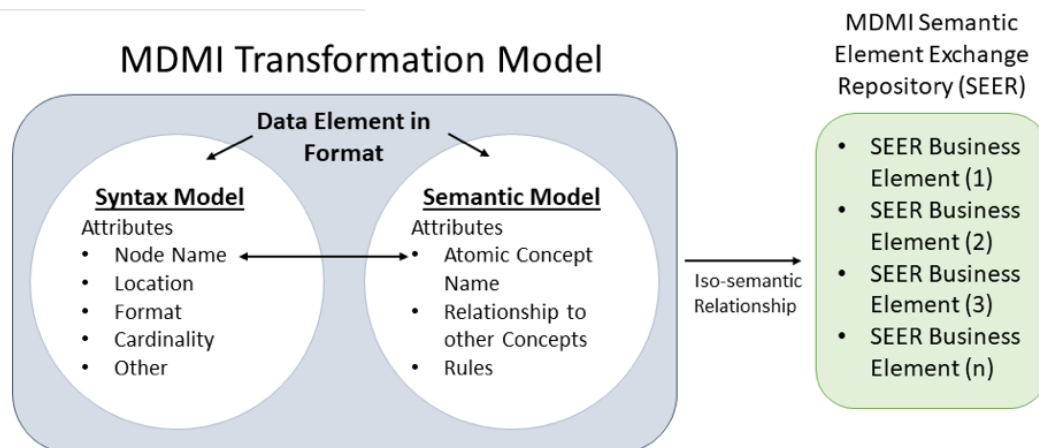 MDMI Transformation Model
Data Element in
Format
Syntax Model
Attributes
• Node Name
• Location
• Format
• Cardinality
• Other
Semantic Model
Attributes
• Atomic Concept
Name
• Relationship to
other Concepts
• Rules
Iso-semantic
Relationship
MDMI Semantic
Element Exchange
Repository (SEER)
• SEER Business
Element (1)
• SEER Business
Element (2)
• SEER Business
Element (3)
• SEER Business
Element (n)